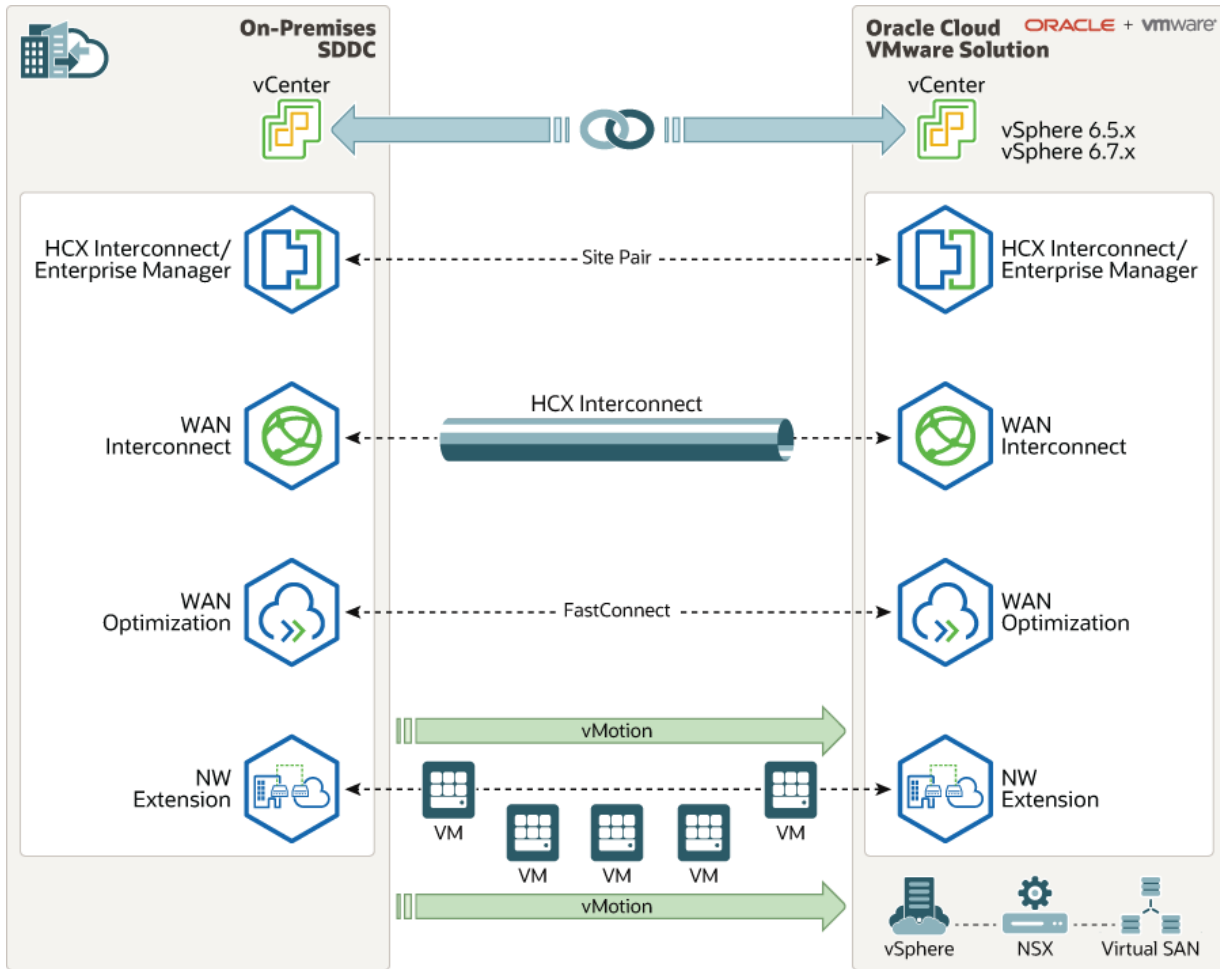 On-Premises
SDDC
Oracle Cloud
VMware Solution
ORACLE + vmware®
vCenter
vCenter
vSphere 6.5.x
vSphere 6.7.x
HCX Interconnect/
Enterprise Manager
Site Pair
HCX Interconnect/
Enterprise Manager
WAN
Interconnect
HCX Interconnect
WAN
Interconnect
WAN
Optimization
FastConnect
WAN
Optimization
vMotion
NW
Extension
VM
VM
VM
VM
VM
NW
Extension
vMotion
vSphere
NSX
Virtual SAN